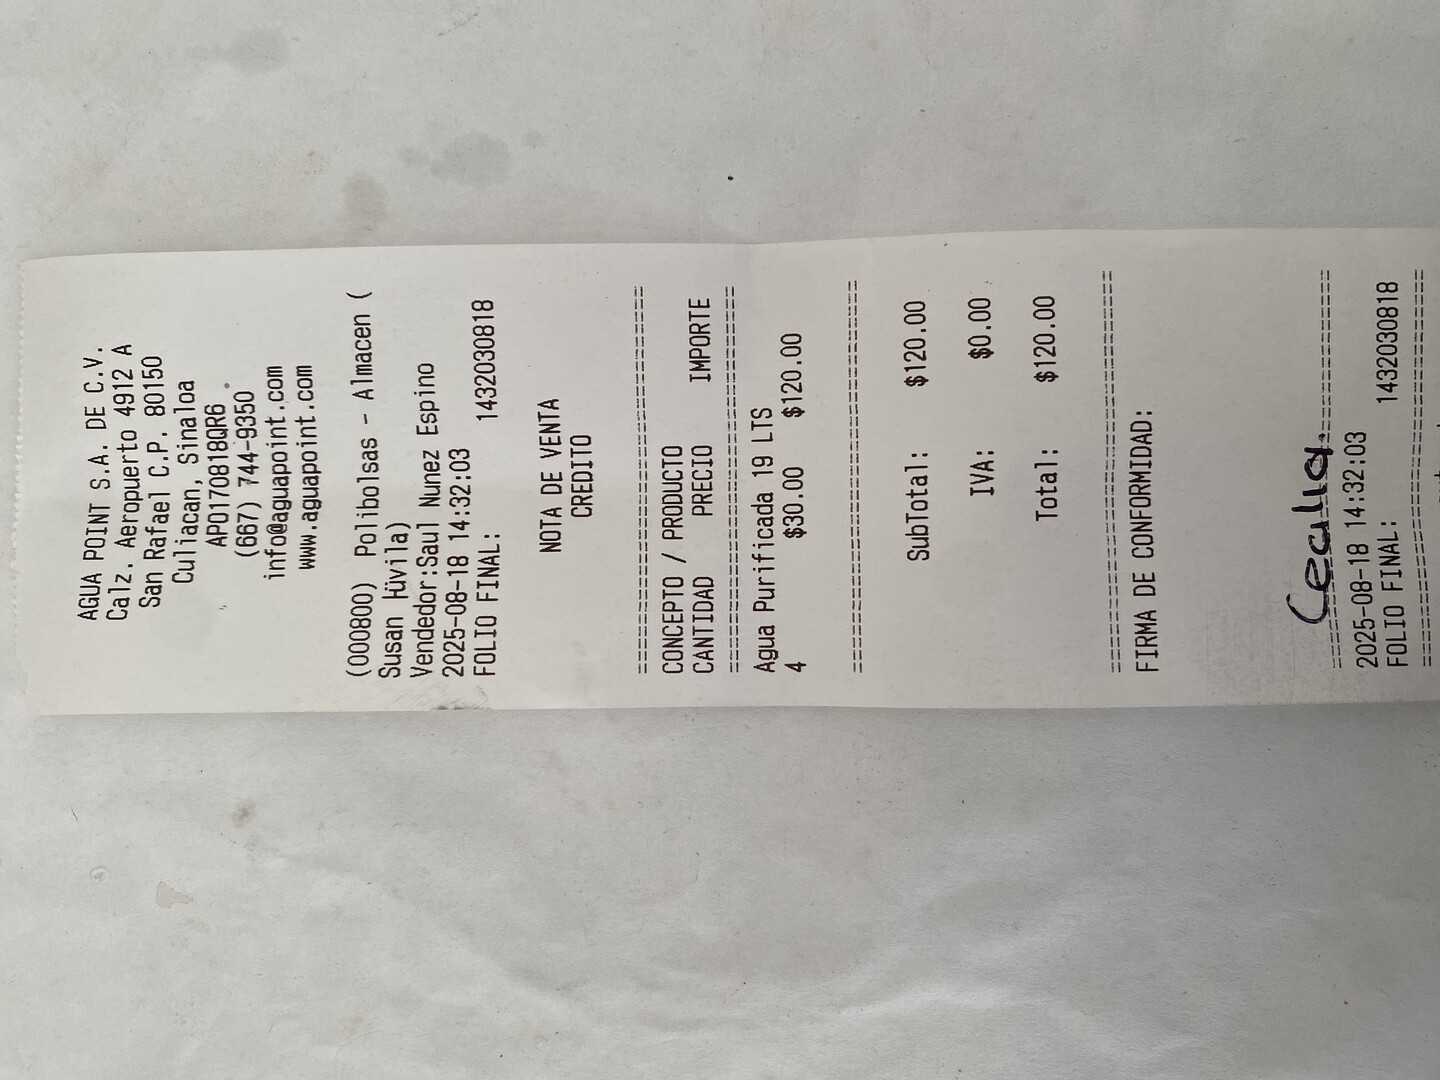 AGUA POINT S.A. DE C.V.
Calz. Aeropuerto 4912 A
San Rafael C.P. 80150
Culiacan, Sinaloa
APO170818QR6
(667) 744-9350
info@aguapoint.com
www.aguapoint.com
(000800) Polibolsas - Almacen (
Susan Hüvila)
Vendedor:Saul Nunez Espino
2025-08-18 14:32:03
FOLIO FINAL: 1432030818
NOTA DE VENTA
CREDITO
CONCEPTO / PRODUCTO
CANTIDAD PRECIO IMPORTE
Agua Purificada 19 LTS
4 $30.00 $120.00
SubTotal: $120.00
IVA: $0.00
Total: $120.00
FIRMA DE CONFORMIDAD:
2025-08-18 14:32:03
FOLIO FINAL: 1432030818